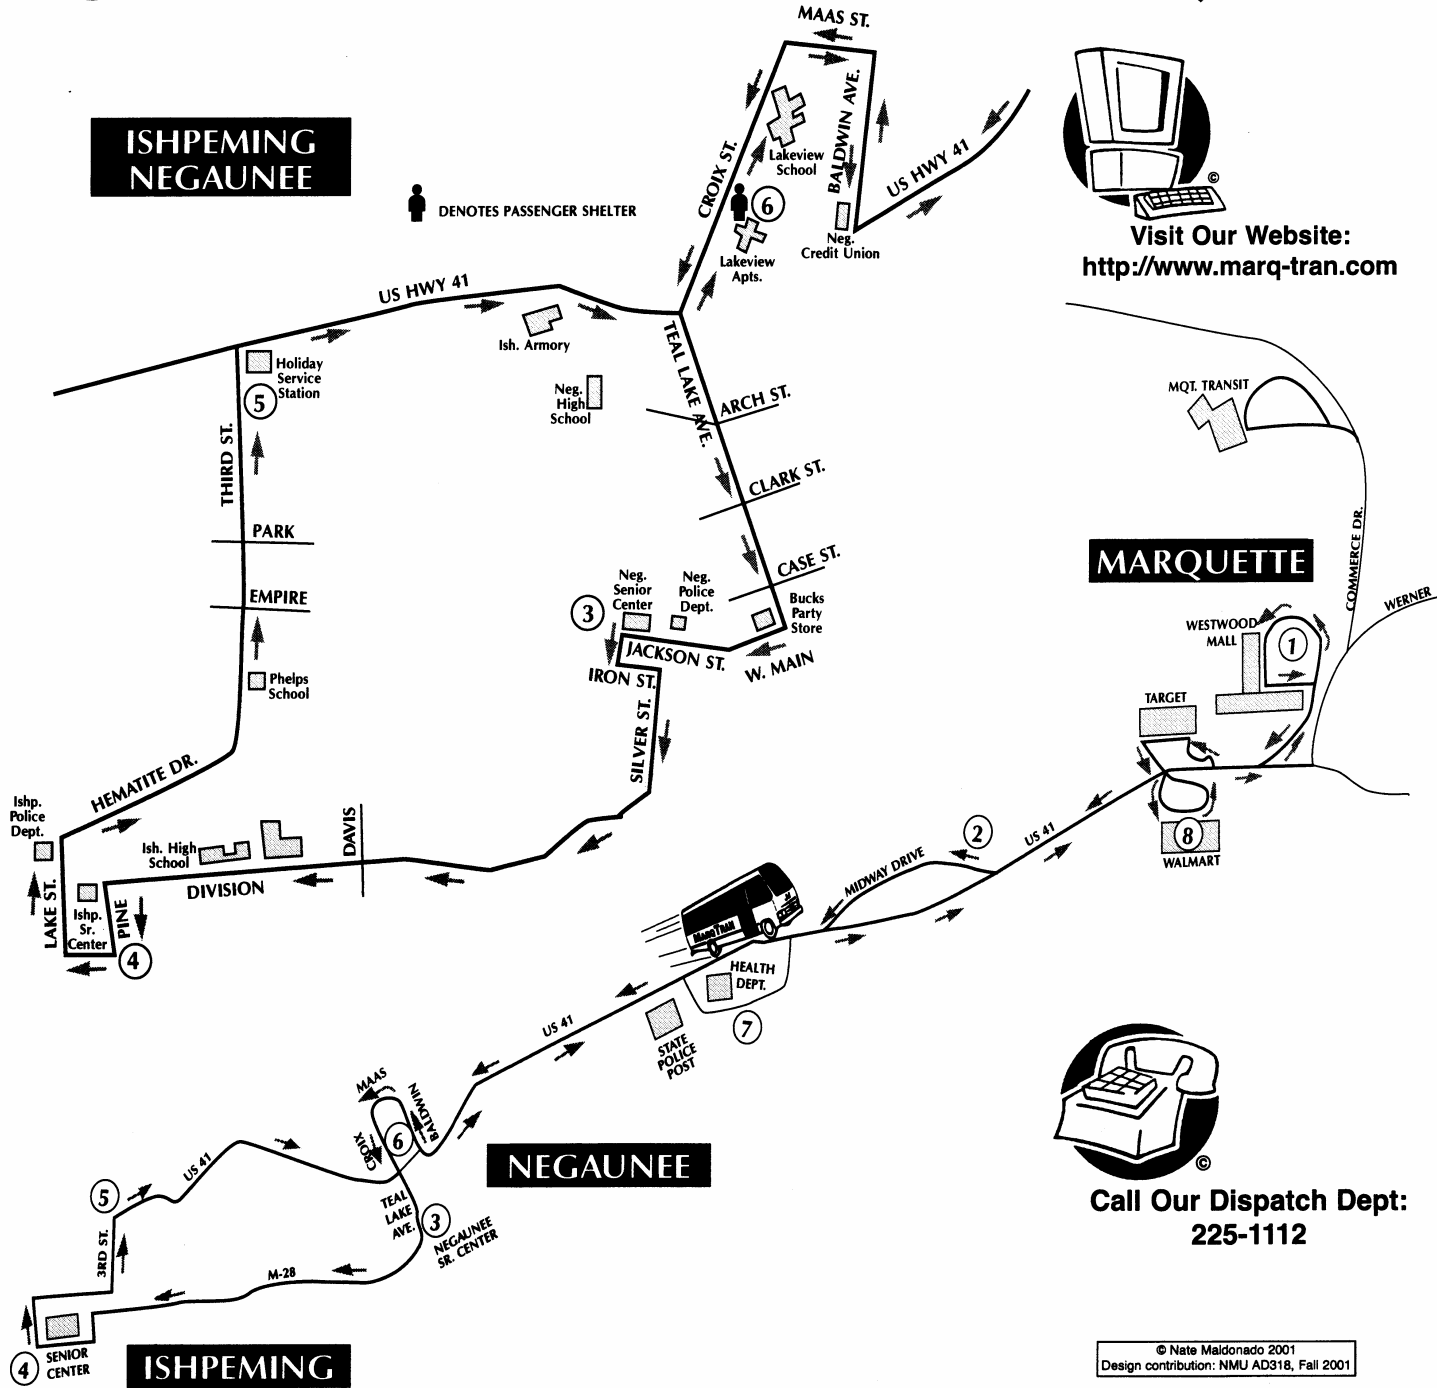 MAAS ST.
ISHPEMING
NEGAUNEE
DENOTES PASSENGER SHELTER
CROIX ST.
Lakeview
School
BALDWIN AVE.
US HWY 41
6
Lakeview
Apts.
Neg.
Credit Union
©
Visit Our Website:
http://www.marq-tran.com
US HWY 41
Ish. Armory
Holiday
Service
Station
5
Neg.
High
School
TEAL LAKE AVE.
ARCH ST.
CLARK ST.
CASE ST.
THIRD ST.
PARK
EMPIRE
Phelps
School
3
Neg.
Senior
Center
Neg.
Police
Dept.
Bucks
Party
Store
JACKSON ST.
W. MAIN
IRON ST.
SILVER ST.
HEMATITE DR.
Ishp.
Police
Dept.
Ish. High
School
DAVIS
DIVISION
LAKE ST.
Ishp.
Sr.
Center
PINE
4
MQT. TRANSIT
COMMERCE DR.
MARQUETTE
WERNER
WESTWOOD
MALL
1
TARGET
8
WALMART
US 41
2
MIDWAY DRIVE
MARQTRAN
HEALTH
DEPT.
7
STATE
POLICE
POST
US 41
MAAS
BALDWIN
CROIX
6
NEGAUNEE
US 41
5
TEAL
LAKE
AVE.
3
NEGAUNEE
SR. CENTER
3RD ST.
M-28
4
SENIOR
CENTER
ISHPEMING
©
Call Our Dispatch Dept:
225-1112
© Nate Maldonado 2001
Design contribution: NMU AD318, Fall 2001